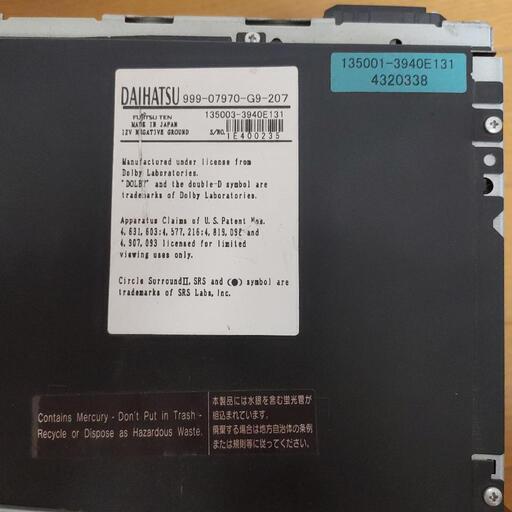 135001-3940E131
4320338
DAIHATSU 999-07970-G9-207
135003-3940E131
FUJITSU TEN
MADE IN JAPAN
12V NEGATIVE GROUND S/NO. 1E400235
Manufactured under license from
Dolby Laboratories.
"DOLBY" and the double-D symbol are
trademarks of Dolby Laboratories.
Apparatus Claims of U.S. Patent Nos.
4,631,603;4,577,216;4,819,098 and
4,907,093 licensed for limited
viewing uses only.
Circle SurroundⅡ, SRS and (●) symbol are
trademarks of SRS Labs, Inc.
Contains Mercury - Don't Put in Trash -
Recycle or Dispose as Hazardous Waste.
本製品には水銀を含む蛍光管が
組込まれています。
廃棄する場合は地方自治体の条例
または規則等に従ってください。